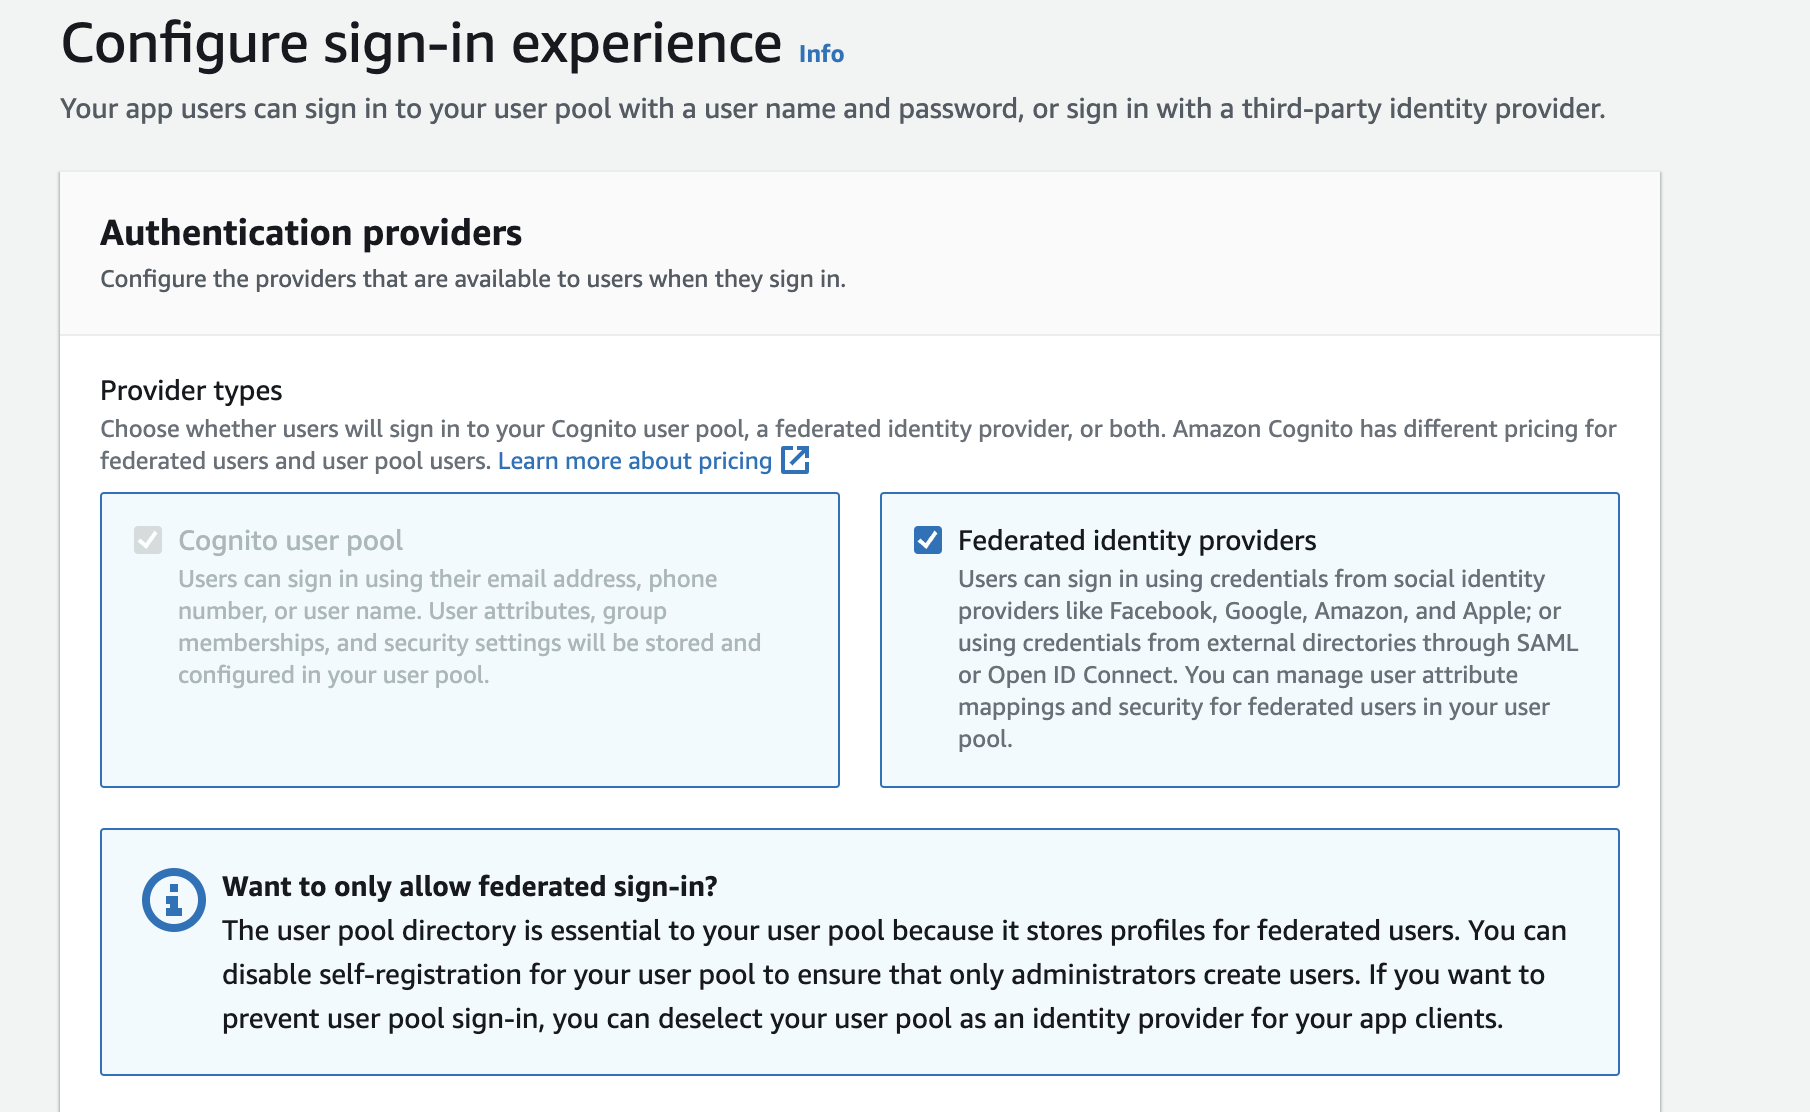 Configure sign-in experience Info
Your app users can sign in to your user pool with a user name and password, or sign in with a third-party identity provider.
Authentication providers
Configure the providers that are available to users when they sign in.
Provider types
Choose whether users will sign in to your Cognito user pool, a federated identity provider, or both. Amazon Cognito has different pricing for
federated users and user pool users. Learn more about pricing
Cognito user pool
Users can sign in using their email address, phone
number, or user name. User attributes, group
memberships, and security settings will be stored and
configured in your user pool.
Federated identity providers
Users can sign in using credentials from social identity
providers like Facebook, Google, Amazon, and Apple; or
using credentials from external directories through SAML
or Open ID Connect. You can manage user attribute
mappings and security for federated users in your user
pool.
Want to only allow federated sign-in?
The user pool directory is essential to your user pool because it stores profiles for federated users. You can
disable self-registration for your user pool to ensure that only administrators create users. If you want to
prevent user pool sign-in, you can deselect your user pool as an identity provider for your app clients.